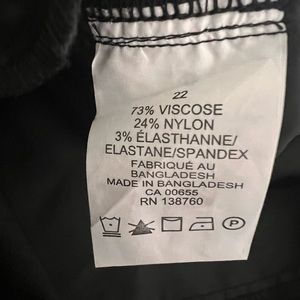 22
73% VISCOSE
24% NYLON
3% ÉLASTHANNE/
ELASTANE/SPANDEX
FABRIQUÉ AU
BANGLADESH
MADE IN BANGLADESH
CA 00655
RN 138760
P